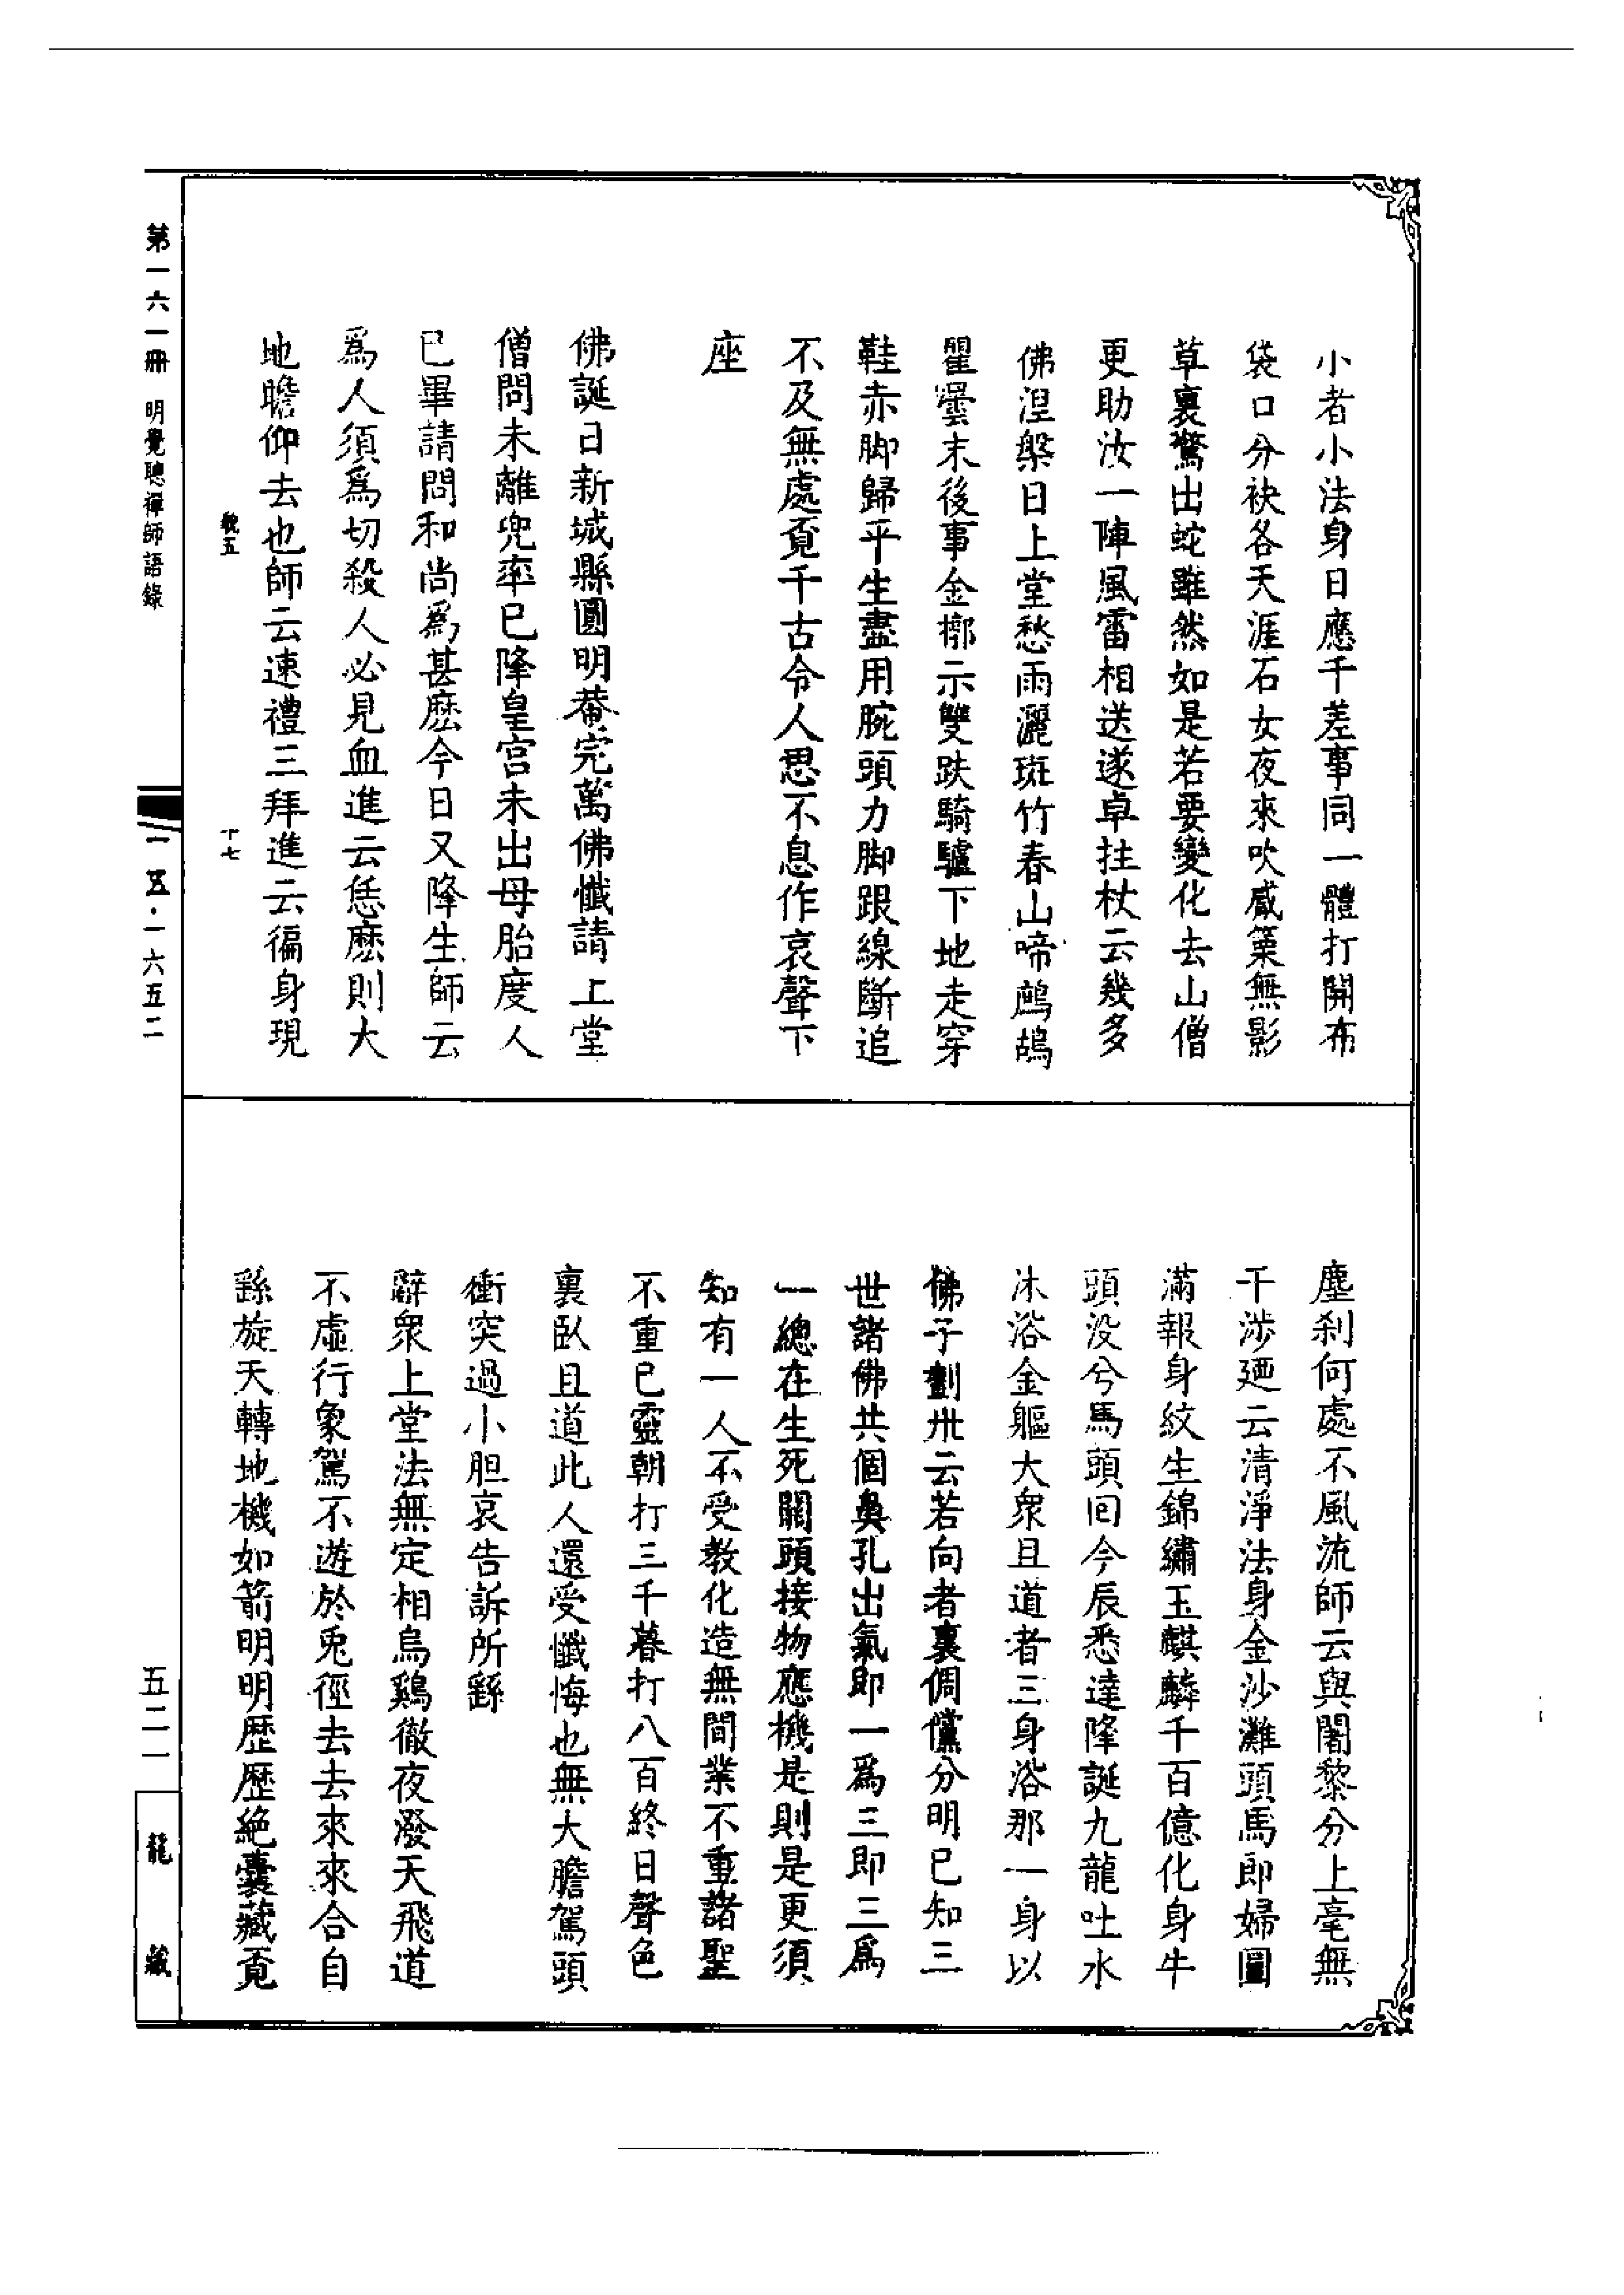 小者小法身日應千差事同一體打開布
袋口分袂各天涯石女夜來吹觱篥無影
草裏驚出蛇雖然如是若要變化去山僧
更助汝一陣風雷相送遂卓拄杖云幾多
佛涅槃日上堂愁雨灑斑竹春山啼鷓鴣
瞿曇末後事金槨示雙趺騎驢下地走穿
鞋赤脚歸平生盡用腕頭力脚跟線斷追
不及無處覓千古令人思不息作哀聲下
座
佛誕日新城縣圓明菴完萬佛懺請上堂
僧問未離兜率已降皇宫未出母胎度人
已畢請問和尚爲甚麽今日又降生師云
爲人須爲切殺人必見血進云恁麽則大
地瞻仰去也師云速禮三拜進云徧身現
塵刹何處不風流師云與闍黎分上毫無
干涉廼云清淨法身金沙灘頭馬即婦圓
滿報身紋生錦繡玉麒麟千百億化身牛
頭没兮馬頭回今辰悉達降誕九龍吐水
沐浴金軀大衆且道者三身浴那一身以
拂子劃卅云若向者裏倜儻分明已知三
世諸佛共個鼻孔出氣即一爲三即三爲
一總在生死關頭接物應機是則是更須
知有一人不受教化造無間業不重諸聖
不重已靈朝打三千暮打八百終日聲色
裏臥且道此人還受懺悔也無大膽駕頭
衝突過小胆哀告訴所繇
辭衆上堂法無定相烏鷄徹夜潑天飛道
不虛行象駕不遊於兎徑去去來來合自
繇旋天轉地機如箭明明歴歴絶囊藏覓
第一六一冊 明覺聰禪師語錄
一五·一六五二
五二一
龍藏
十七